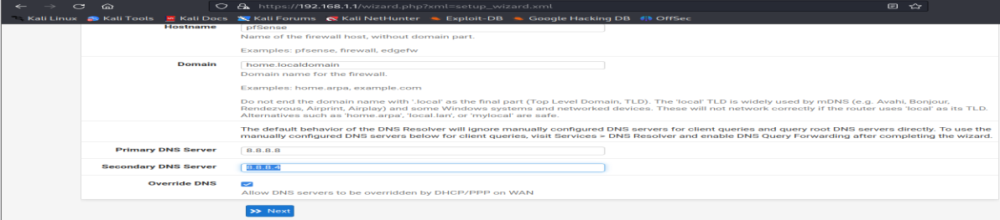 https://192.168.1.1/wizard.php?xml=setup_wizard.xml
Kali Linux Kali Tools Kali Docs Kali Forums Kali NetHunter Exploit-DB Google Hacking DB OffSec
Hostname pfSense
Name of the firewall host, without domain part.
Examples: pfsense, firewall, edgefw
Domain home.localdomain
Domain name for the firewall.
Examples: home.arpa, example.com
Do not end the domain name with '.local' as the final part (Top Level Domain, TLD). The 'local' TLD is widely used by mDNS (e.g. Avahi, Bonjour,
Rendezvous, Airprint, Airplay) and some Windows systems and networked devices. These will not network correctly if the router uses 'local' as its TLD.
Alternatives such as 'home.arpa', 'local.lan', or 'mylocal' are safe.
The default behavior of the DNS Resolver will ignore manually configured DNS servers for client queries and query root DNS servers directly. To use the
manually configured DNS servers below for client queries, visit Services > DNS Resolver and enable DNS Query Forwarding after completing the wizard.
Primary DNS Server 8.8.8.8
Secondary DNS Server 8.8.8.4
Override DNS
Allow DNS servers to be overridden by DHCP/PPP on WAN
>> Next